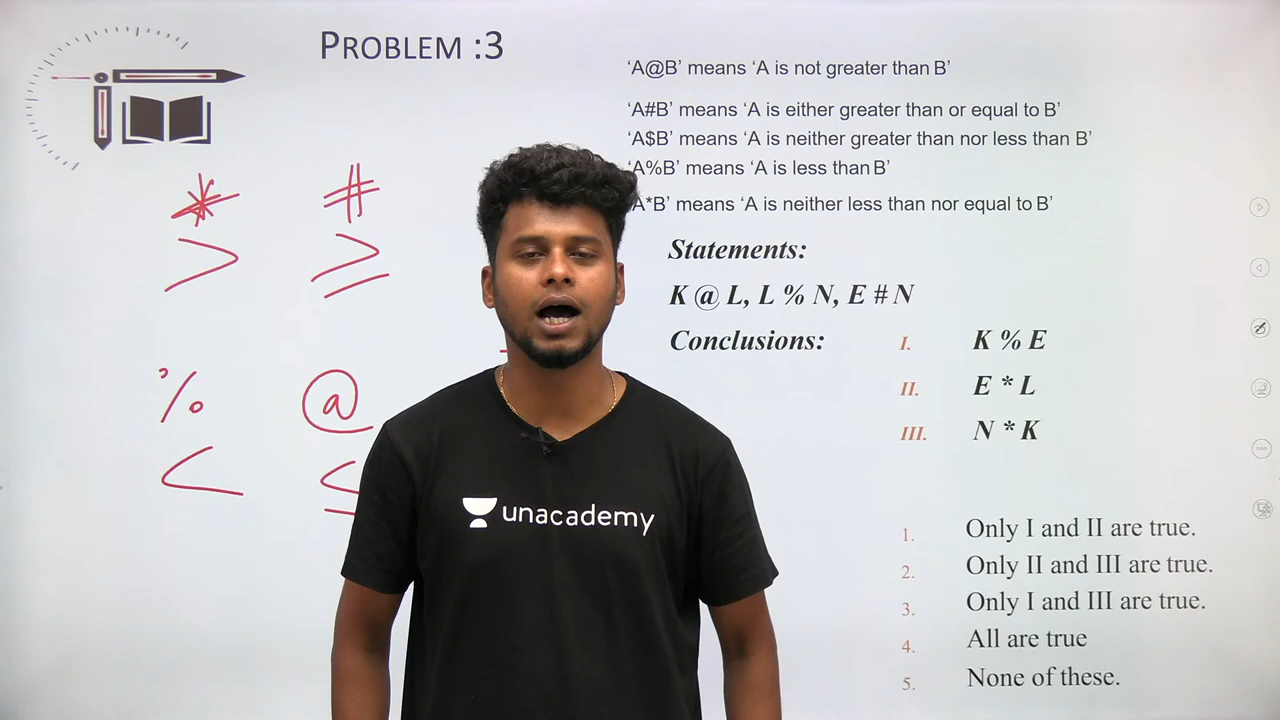 PROBLEM :3
‘A@B’ means ‘A is not greater than B’
‘A#B’ means ‘A is either greater than or equal to B’
‘A$B’ means ‘A is neither greater than nor less than B’
‘A%B’ means ‘A is less than B’
A*B’ means ‘A is neither less than nor equal to B’
* #
> ≥
% @
< ≤
Statements:
K @ L, L % N, E # N
Conclusions: I. K % E
II. E * L
III. N * K
unacademy
1. Only I and II are true.
2. Only II and III are true.
3. Only I and III are true.
4. All are true
5. None of these.